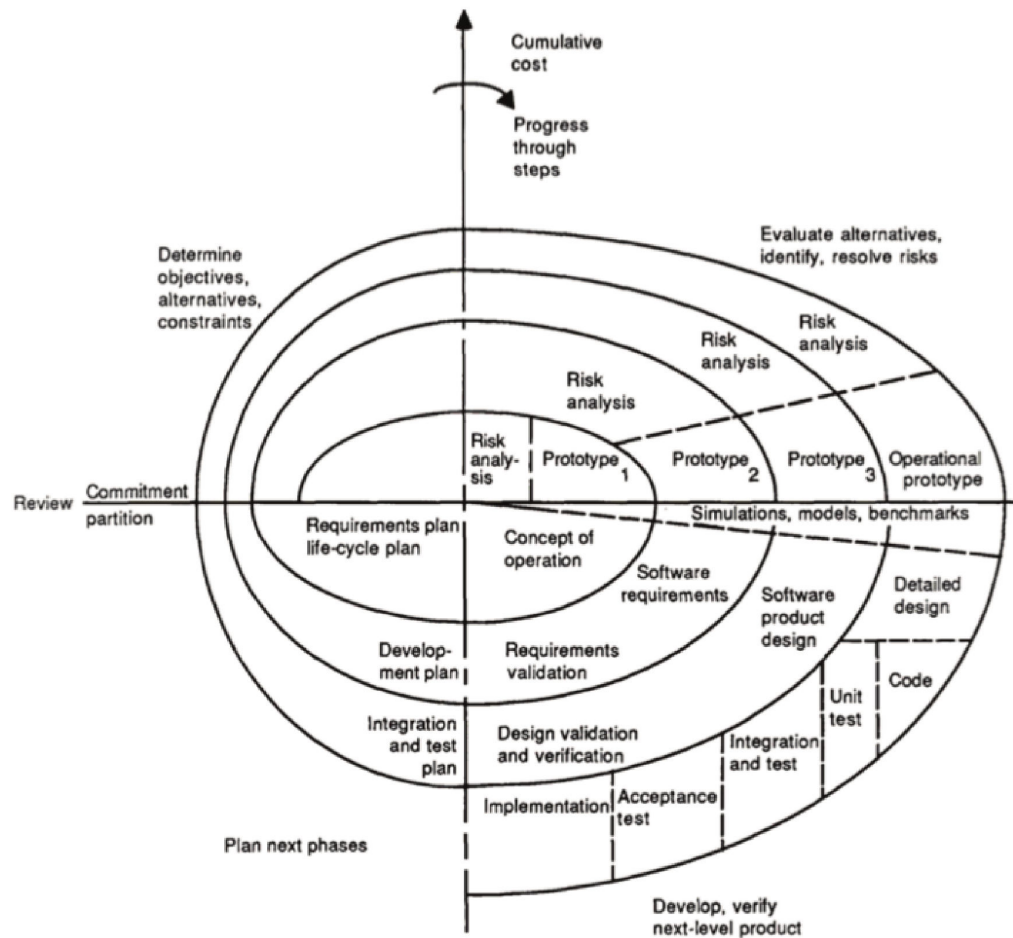 Cumulative
cost
Progress
through
steps
Determine
objectives,
alternatives,
constraints
Evaluate alternatives,
identify, resolve risks
Risk
analysis
Risk
analysis
Risk
analysis
Risk
analy-
sis
Prototype 1
Prototype 2
Prototype 3
Operational
prototype
Review
Commitment
partition
Simulations, models, benchmarks
Requirements plan
life-cycle plan
Concept of
operation
Software
requirements
Software
product
design
Detailed
design
Develop-
ment plan
Requirements
validation
Code
Unit
test
Integration
and test
plan
Design validation
and verification
Integration
and test
Implementation
Acceptance
test
Plan next phases
Develop, verify
next-level product